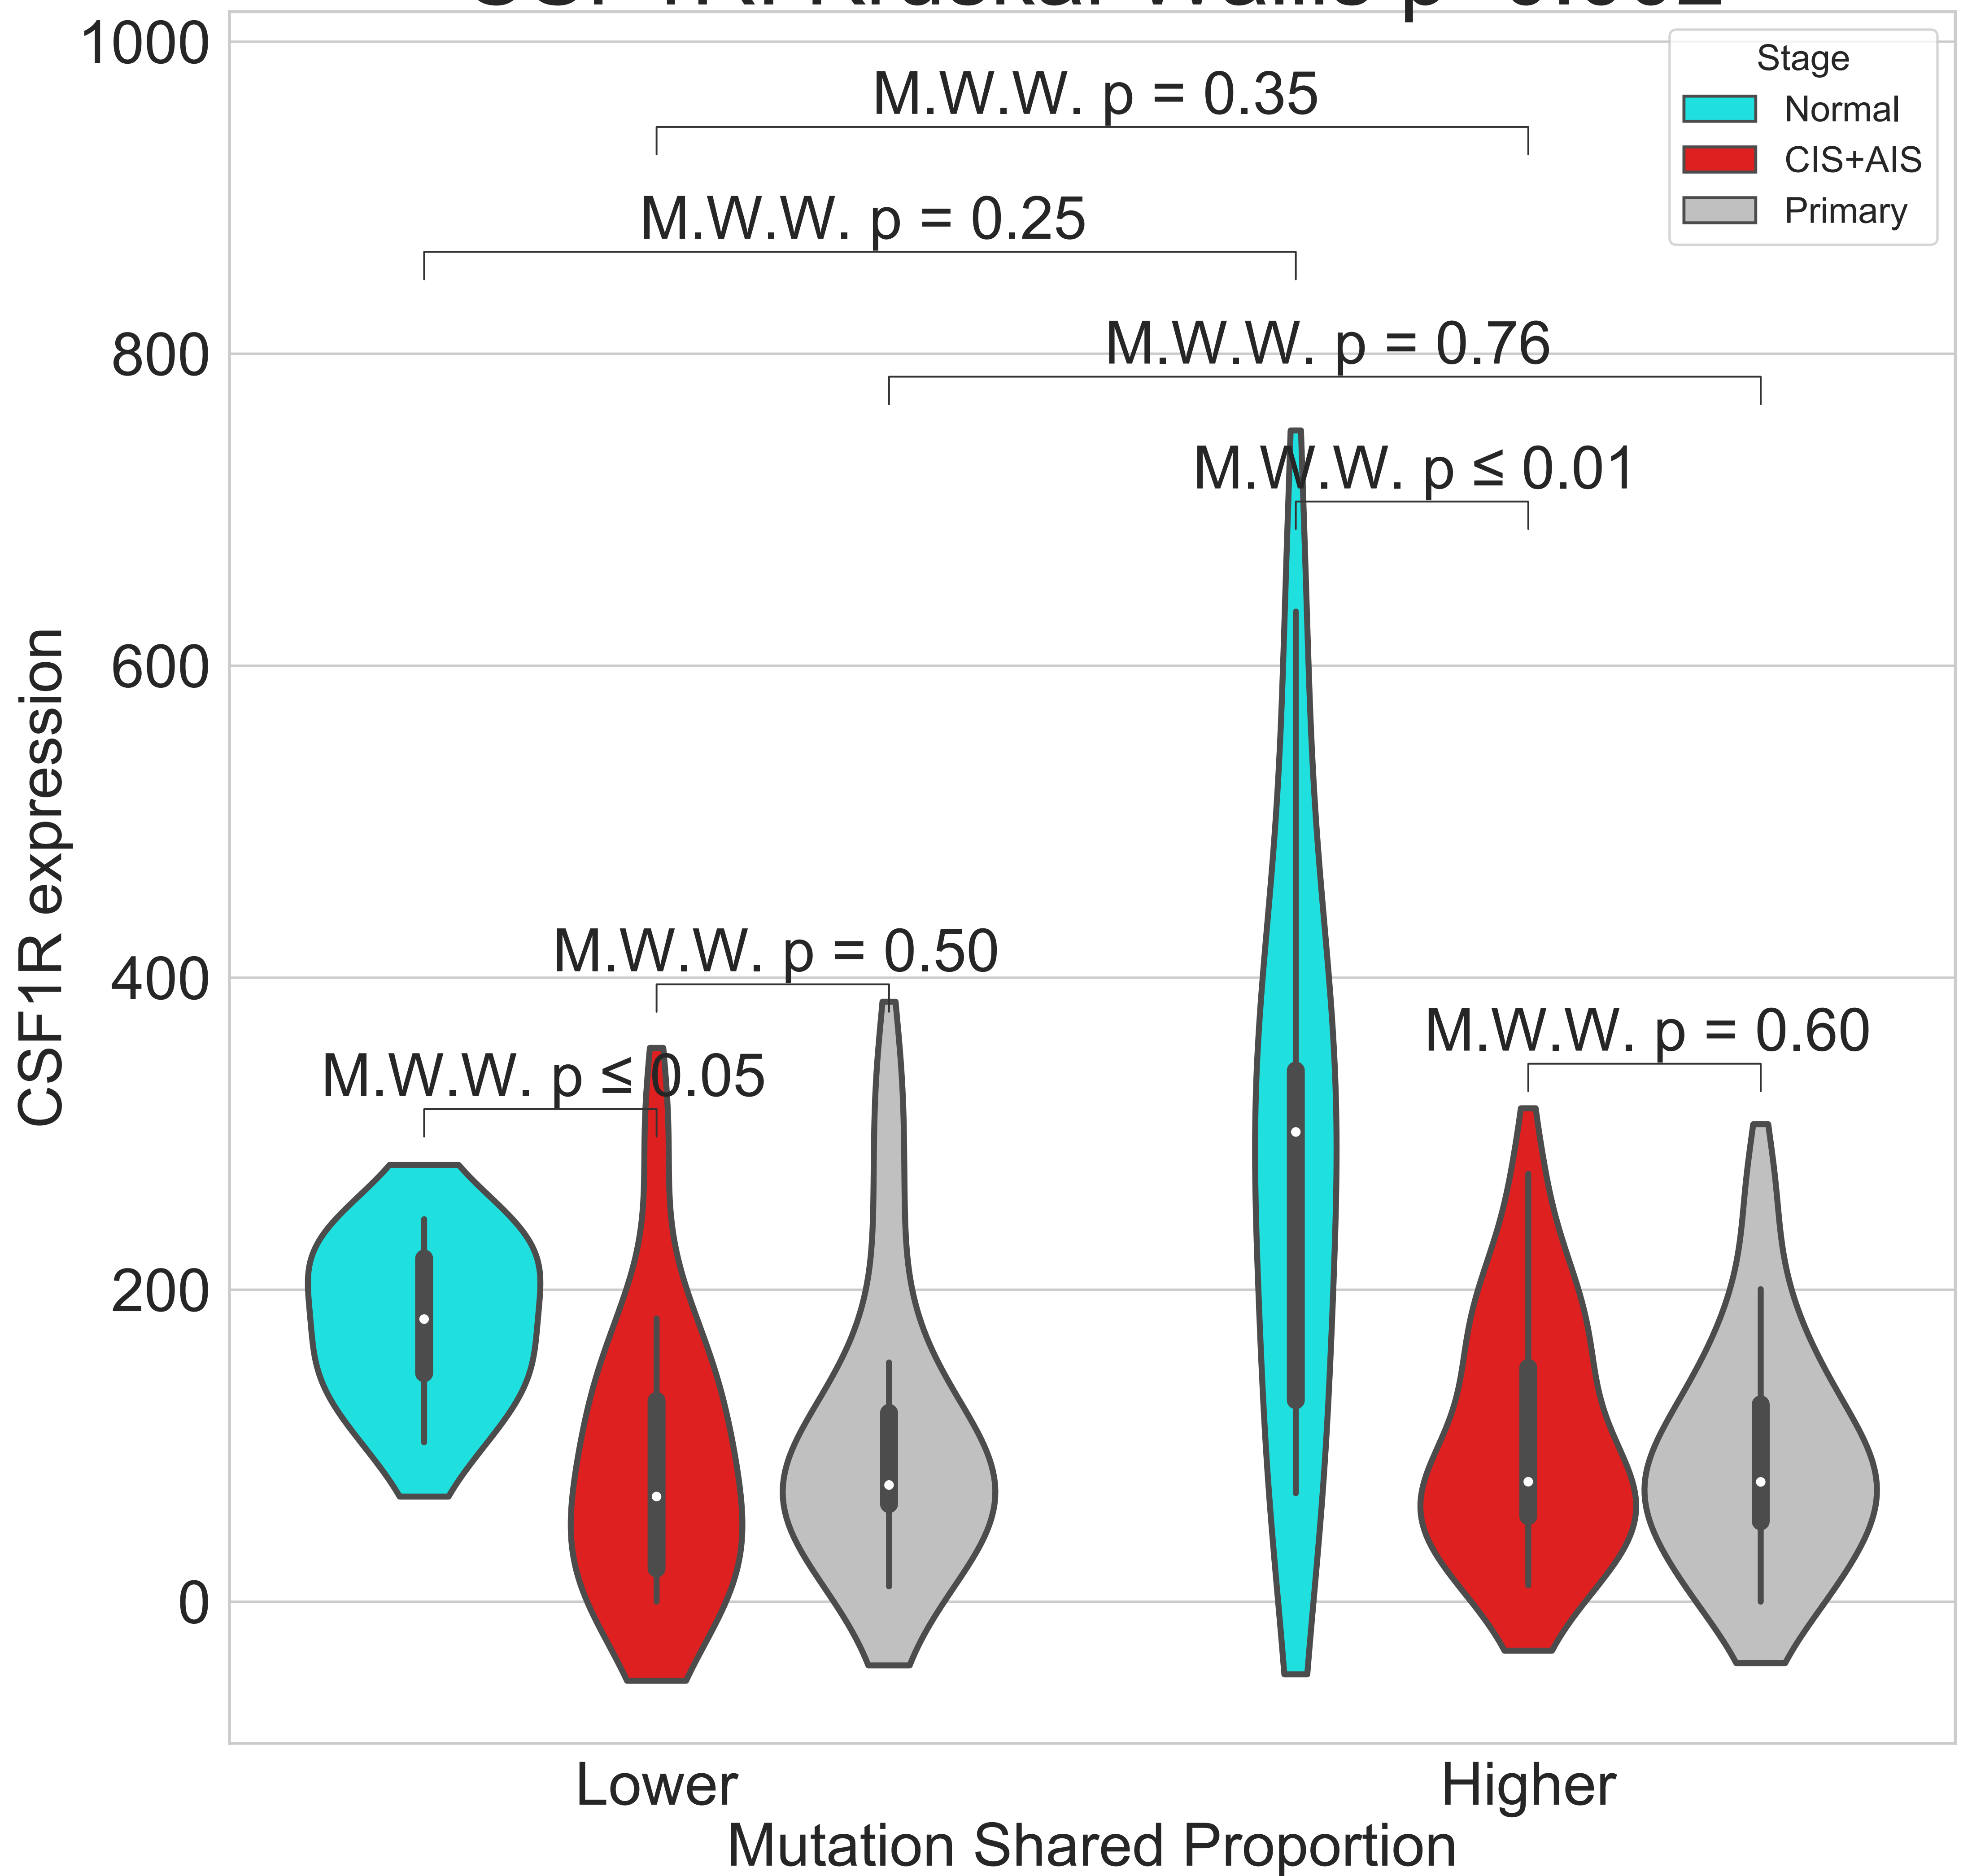 1000
800
600
400
200
0
CSF1R expression
M.W.W. p = 0.35
M.W.W. p = 0.25
M.W.W. p = 0.76
M.W.W. p ≤ 0.01
M.W.W. p = 0.50
M.W.W. p = 0.60
M.W.W. p ≤ 0.05
Stage
Normal
CIS+AIS
Primary
Lower
Higher
Mutation Shared Proportion